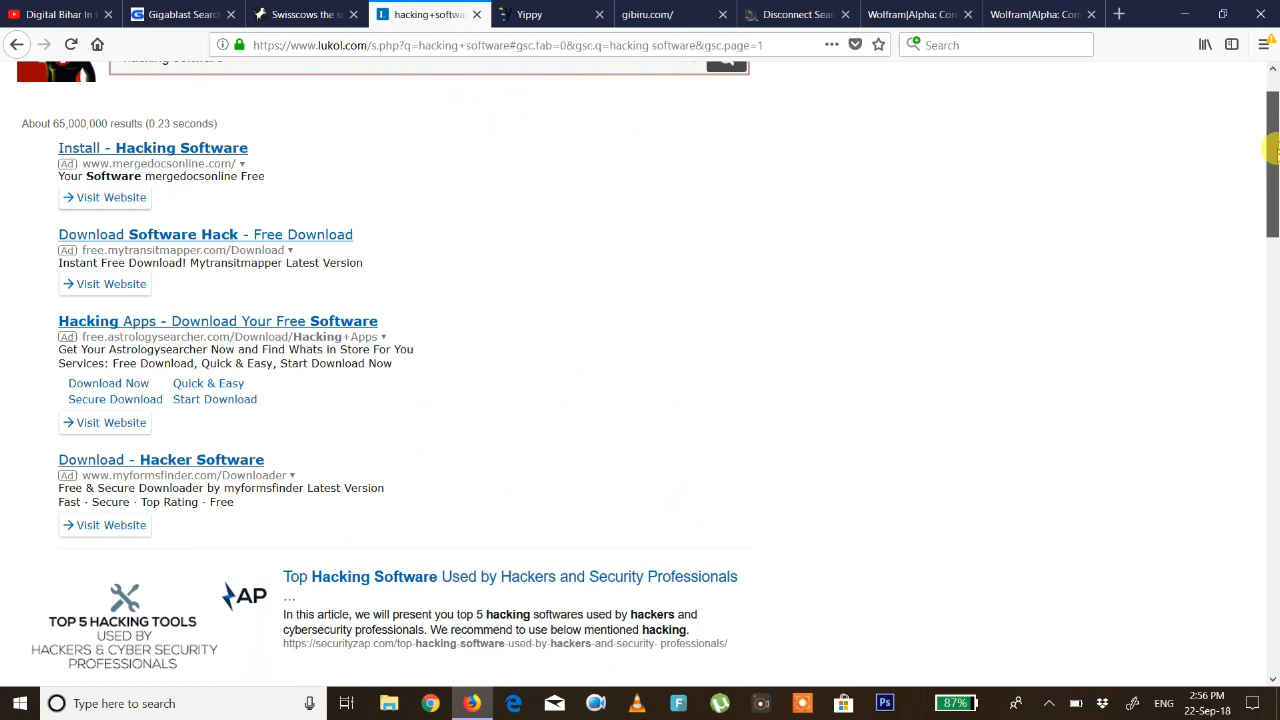 Digital Bihar In H
Gigablast Searc
Swisscows the s
hacking+softwa
Yippy
gibiru.com/
Disconnect Sear
Wolfram|Alpha: Com
Wolfram|Alpha: Com
https://www.lukol.com/s.php?q=hacking+software#gsc.tab=0&gsc.q=hacking software&gsc.page=1
Search
hacking software
About 65,000,000 results (0.23 seconds)
Install - Hacking Software
Ad www.mergedocsonline.com/
Your Software mergedocsonline Free
Visit Website
Download Software Hack - Free Download
Ad free.mytransitmapper.com/Download
Instant Free Download! Mytransitmapper Latest Version
Visit Website
Hacking Apps - Download Your Free Software
Ad free.astrologysearcher.com/Download/Hacking+Apps
Get Your Astrologysearcher Now and Find Whats in Store For You
Services: Free Download, Quick & Easy, Start Download Now
Download Now Quick & Easy
Secure Download Start Download
Visit Website
Download - Hacker Software
Ad www.myformsfinder.com/Downloader
Free & Secure Downloader by myformsfinder Latest Version
Fast · Secure · Top Rating · Free
Visit Website
TOP 5 HACKING TOOLS
USED BY
HACKERS & CYBER SECURITY
PROFESSIONALS
AP
Top Hacking Software Used by Hackers and Security Professionals
...
In this article, we will present you top 5 hacking softwares used by hackers and
cybersecurity professionals. We recommend to use below mentioned hacking.
https://securityzap.com/top-hacking-software-used-by-hackers-and-security- professionals/
Type here to search
87%
ENG
2:56 PM
22-Sep-18